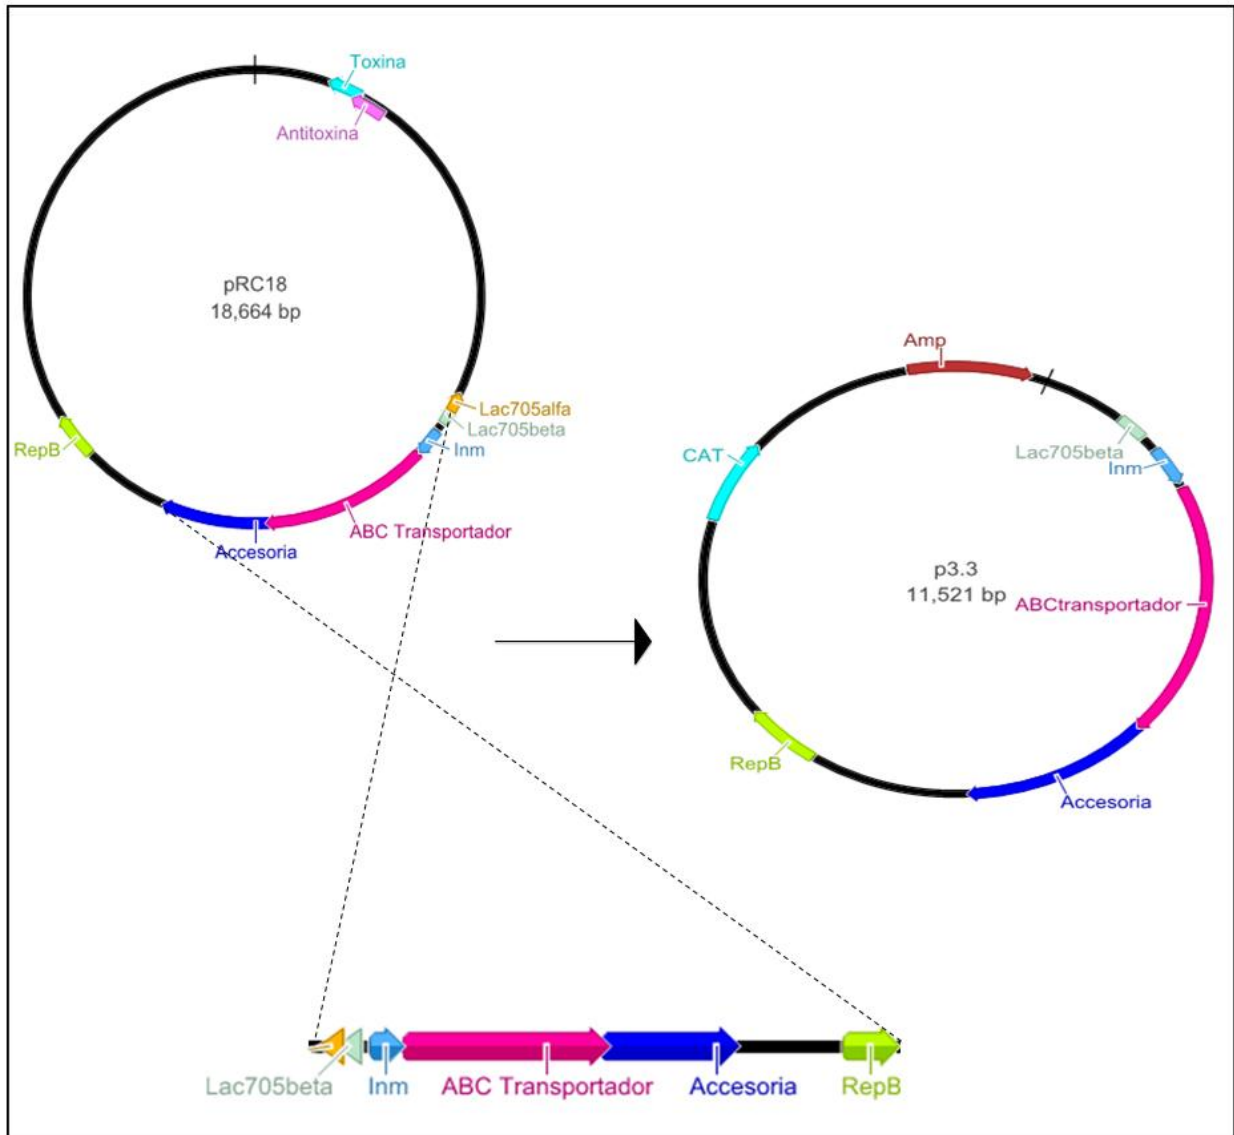 Toxina
Antitoxina
pRC18
18,664 bp
Lac705alfa
Lac705beta
Inm
RepB
ABC Transportador
Accesoria
Amp
CAT
Lac705beta
Inm
p3.3
11,521 bp
ABCtransportador
RepB
Accesoria
Lac705beta Inm ABC Transportador Accesoria RepB